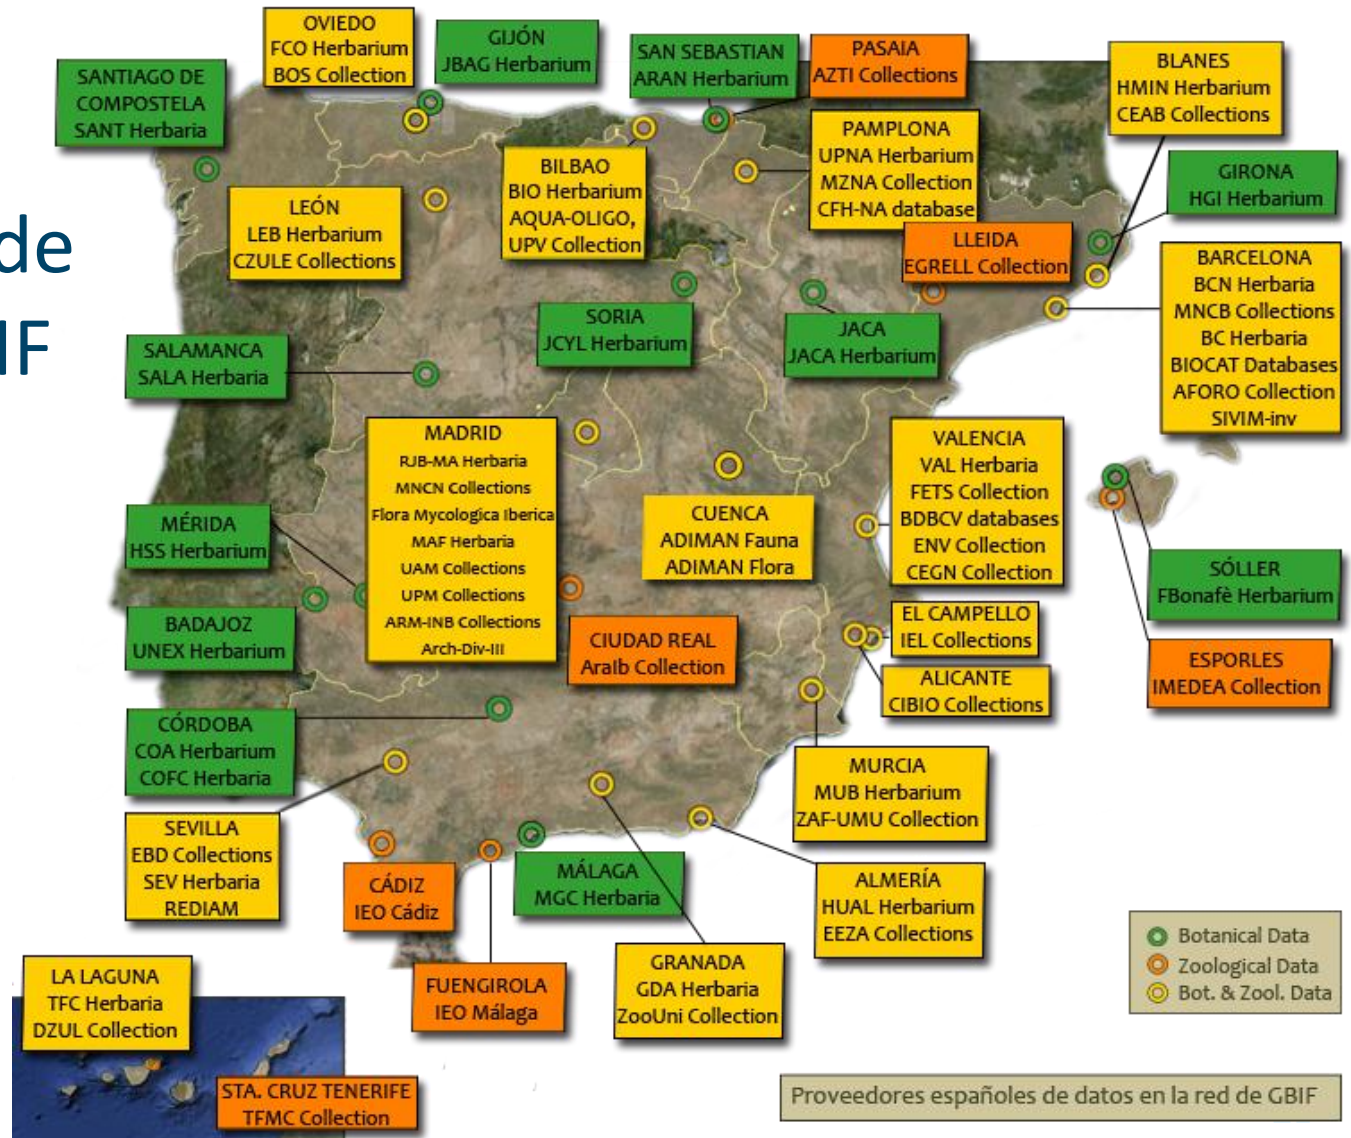 de
IF
OVIEDO
FCO Herbarium
BOS Collection
GIJÓN
JBAG Herbarium
SAN SEBASTIAN
ARAN Herbarium
PASAIA
AZTI Collections
BLANES
HMIN Herbarium
CEAB Collections
SANTIAGO DE
COMPOSTELA
SANT Herbaria
BILBAO
BIO Herbarium
AQUA-OLIGO,
UPV Collection
PAMPLONA
UPNA Herbarium
MZNA Collection
CFH-NA database
GIRONA
HGI Herbarium
LEÓN
LEB Herbarium
CZULE Collections
LLEIDA
EGRELL Collection
BARCELONA
BCN Herbaria
MNCB Collections
BC Herbaria
BIOCAT Databases
AFORO Collection
SIVIM-inv
SORIA
JCYL Herbarium
JACA
JACA Herbarium
SALAMANCA
SALA Herbaria
MADRID
RJB-MA Herbaria
MNCN Collections
Flora Mycologica Iberica
MAF Herbaria
UAM Collections
UPM Collections
ARM-INB Collections
Arch-Div-III
CUENCA
ADIMAN Fauna
ADIMAN Flora
VALENCIA
VAL Herbaria
FETS Collection
BDBCV databases
ENV Collection
CEGN Collection
MÉRIDA
HSS Herbarium
SÓLLER
FBonafè Herbarium
BADAJOZ
UNEX Herbarium
CIUDAD REAL
AraIb Collection
EL CAMPELLO
IEL Collections
ESPORLES
IMEDEA Collection
ALICANTE
CIBIO Collections
CÓRDOBA
COA Herbarium
COFC Herbaria
MURCIA
MUB Herbarium
ZAF-UMU Collection
SEVILLA
EBD Collections
SEV Herbaria
REDIAM
CÁDIZ
IEO Cádiz
MÁLAGA
MGC Herbaria
ALMERÍA
HUAL Herbarium
EEZA Collections
FUENGIROLA
IEO Málaga
GRANADA
GDA Herbaria
ZooUni Collection
Botanical Data
Zoological Data
Bot. & Zool. Data
LA LAGUNA
TFC Herbaria
DZUL Collection
STA. CRUZ TENERIFE
TFMC Collection
Proveedores españoles de datos en la red de GBIF